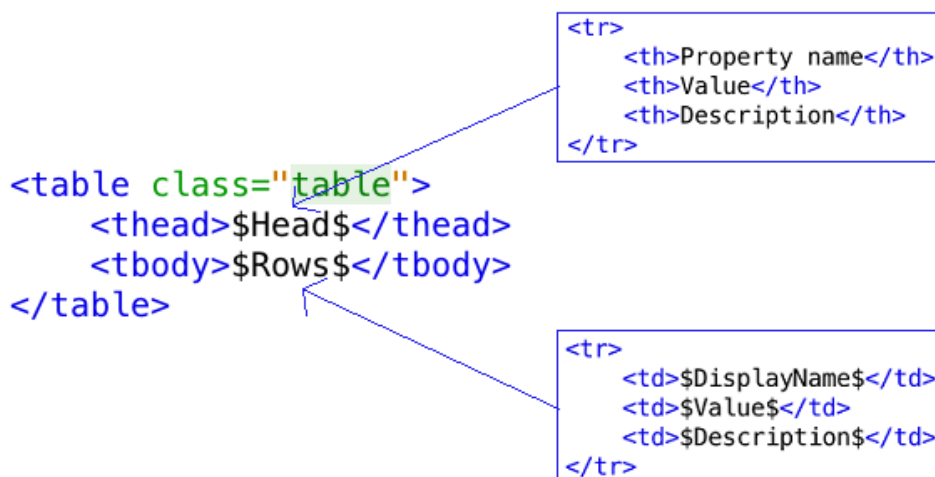 <tr>
<th>Property name</th>
<th>Value</th>
<th>Description</th>
</tr>
<table class="table">
<thead>$Head$</thead>
<tbody>$Rows$</tbody>
</table>
<tr>
<td>$DisplayName$</td>
<td>$Value$</td>
<td>$Description$</td>
</tr>